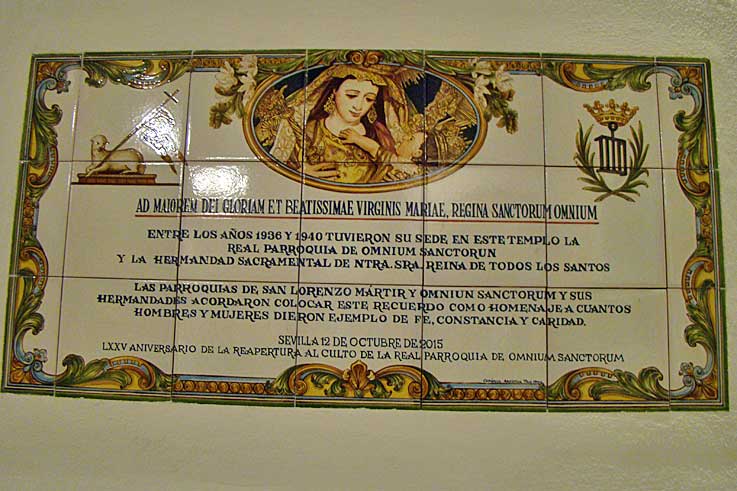 AD MAIOREM DEI GLORIAM ET BEATISSIMAE VIRGINIS MARIAE, REGINA SANCTORUM OMNIUM
ENTRE LOS AÑOS 1936 Y 1940 TUVIERON SU SEDE EN ESTE TEMPLO LA
REAL PARROQUIA DE OMNIUM SANCTORUN
Y LA HERMANDAD SACRAMENTAL DE NTRA. SRA. REINA DE TODOS LOS SANTOS
LAS PARROQUIAS DE SAN LORENZO MÁRTIR Y OMNIUN SANCTORUM Y SUS
HERMANDADES ACORDARON COLOCAR ESTE RECUERDO COMO HOMENAJE A CUANTOS
HOMBRES Y MUJERES DIERON EJEMPLO DE FE, CONSTANCIA Y CARIDAD.
SEVILLA 12 DE OCTUBRE DE 2015
LXXV ANIVERSARIO DE LA REAPERTURA AL CULTO DE LA REAL PARROQUIA DE OMNIUM SANCTORUM